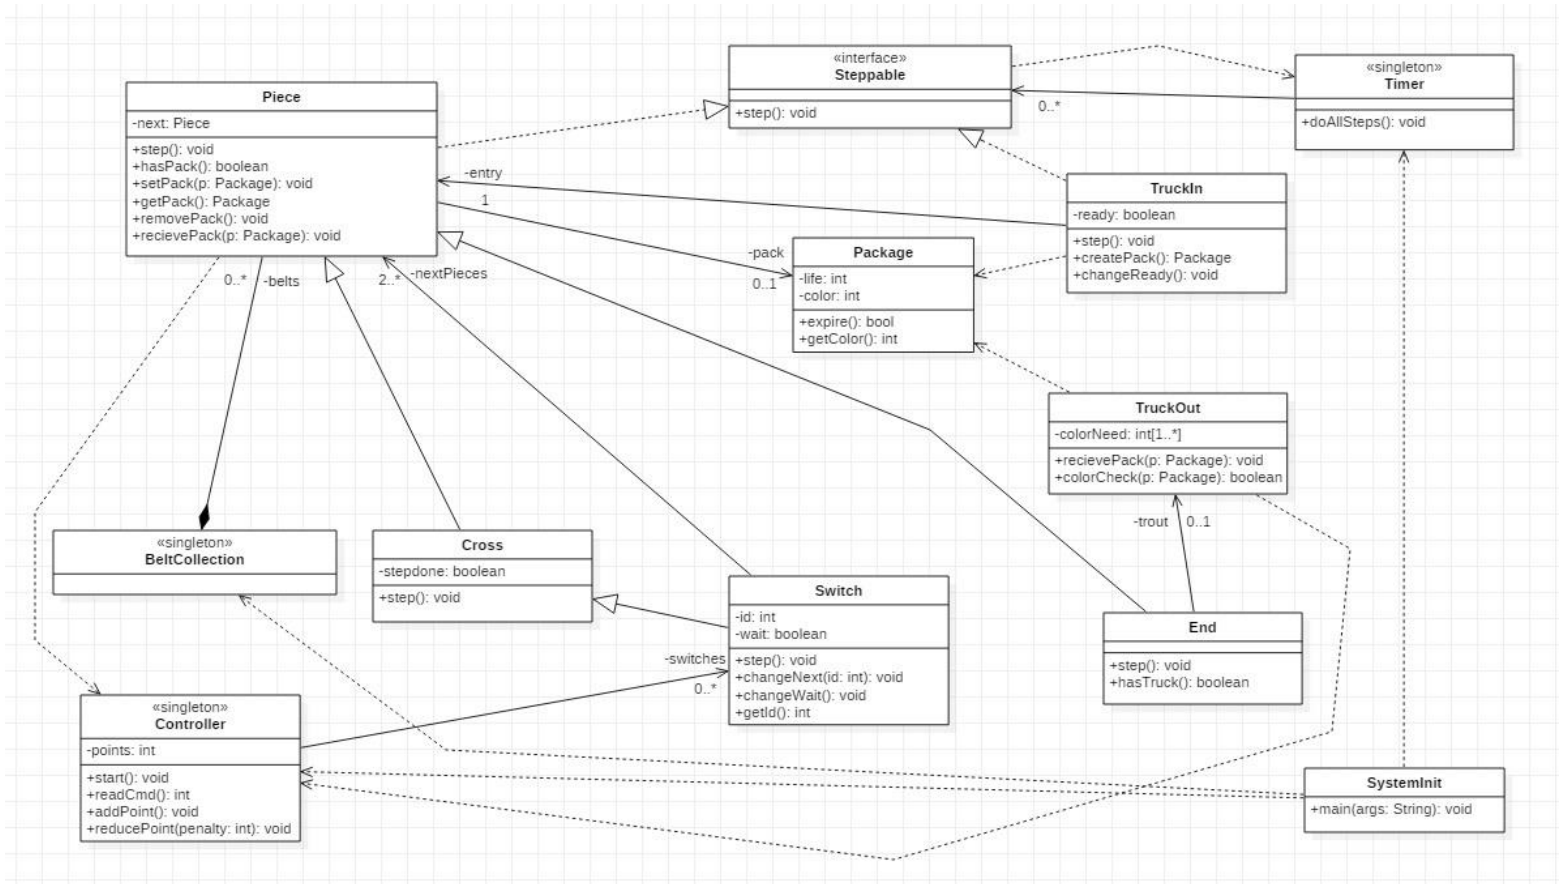 Piece
-next: Piece
+step(): void
+hasPack(): boolean
+setPack(p: Package): void
+getPack(): Package
+removePack(): void
+recievePack(p: Package): void
«interface»
Steppable
+step(): void
«singleton»
Timer
+doAllSteps(): void
0..*
-entry
1
TruckIn
-ready: boolean
+step(): void
+createPack(): Package
+changeReady(): void
-pack
0..1
Package
-life: int
-color: int
+expire(): bool
+getColor(): int
0..*
-belts
2..*
-nextPieces
TruckOut
-colorNeed: int[1..*]
+recievePack(p: Package): void
+colorCheck(p: Package): boolean
-trout
0..1
«singleton»
BeltCollection
Cross
-stepdone: boolean
+step(): void
Switch
-id: int
-wait: boolean
+step(): void
+changeNext(id: int): void
+changeWait(): void
+getId(): int
-switches
0..*
End
+step(): void
+hasTruck(): boolean
«singleton»
Controller
-points: int
+start(): void
+readCmd(): int
+addPoint(): void
+reducePoint(penalty: int): void
SystemInit
+main(args: String): void